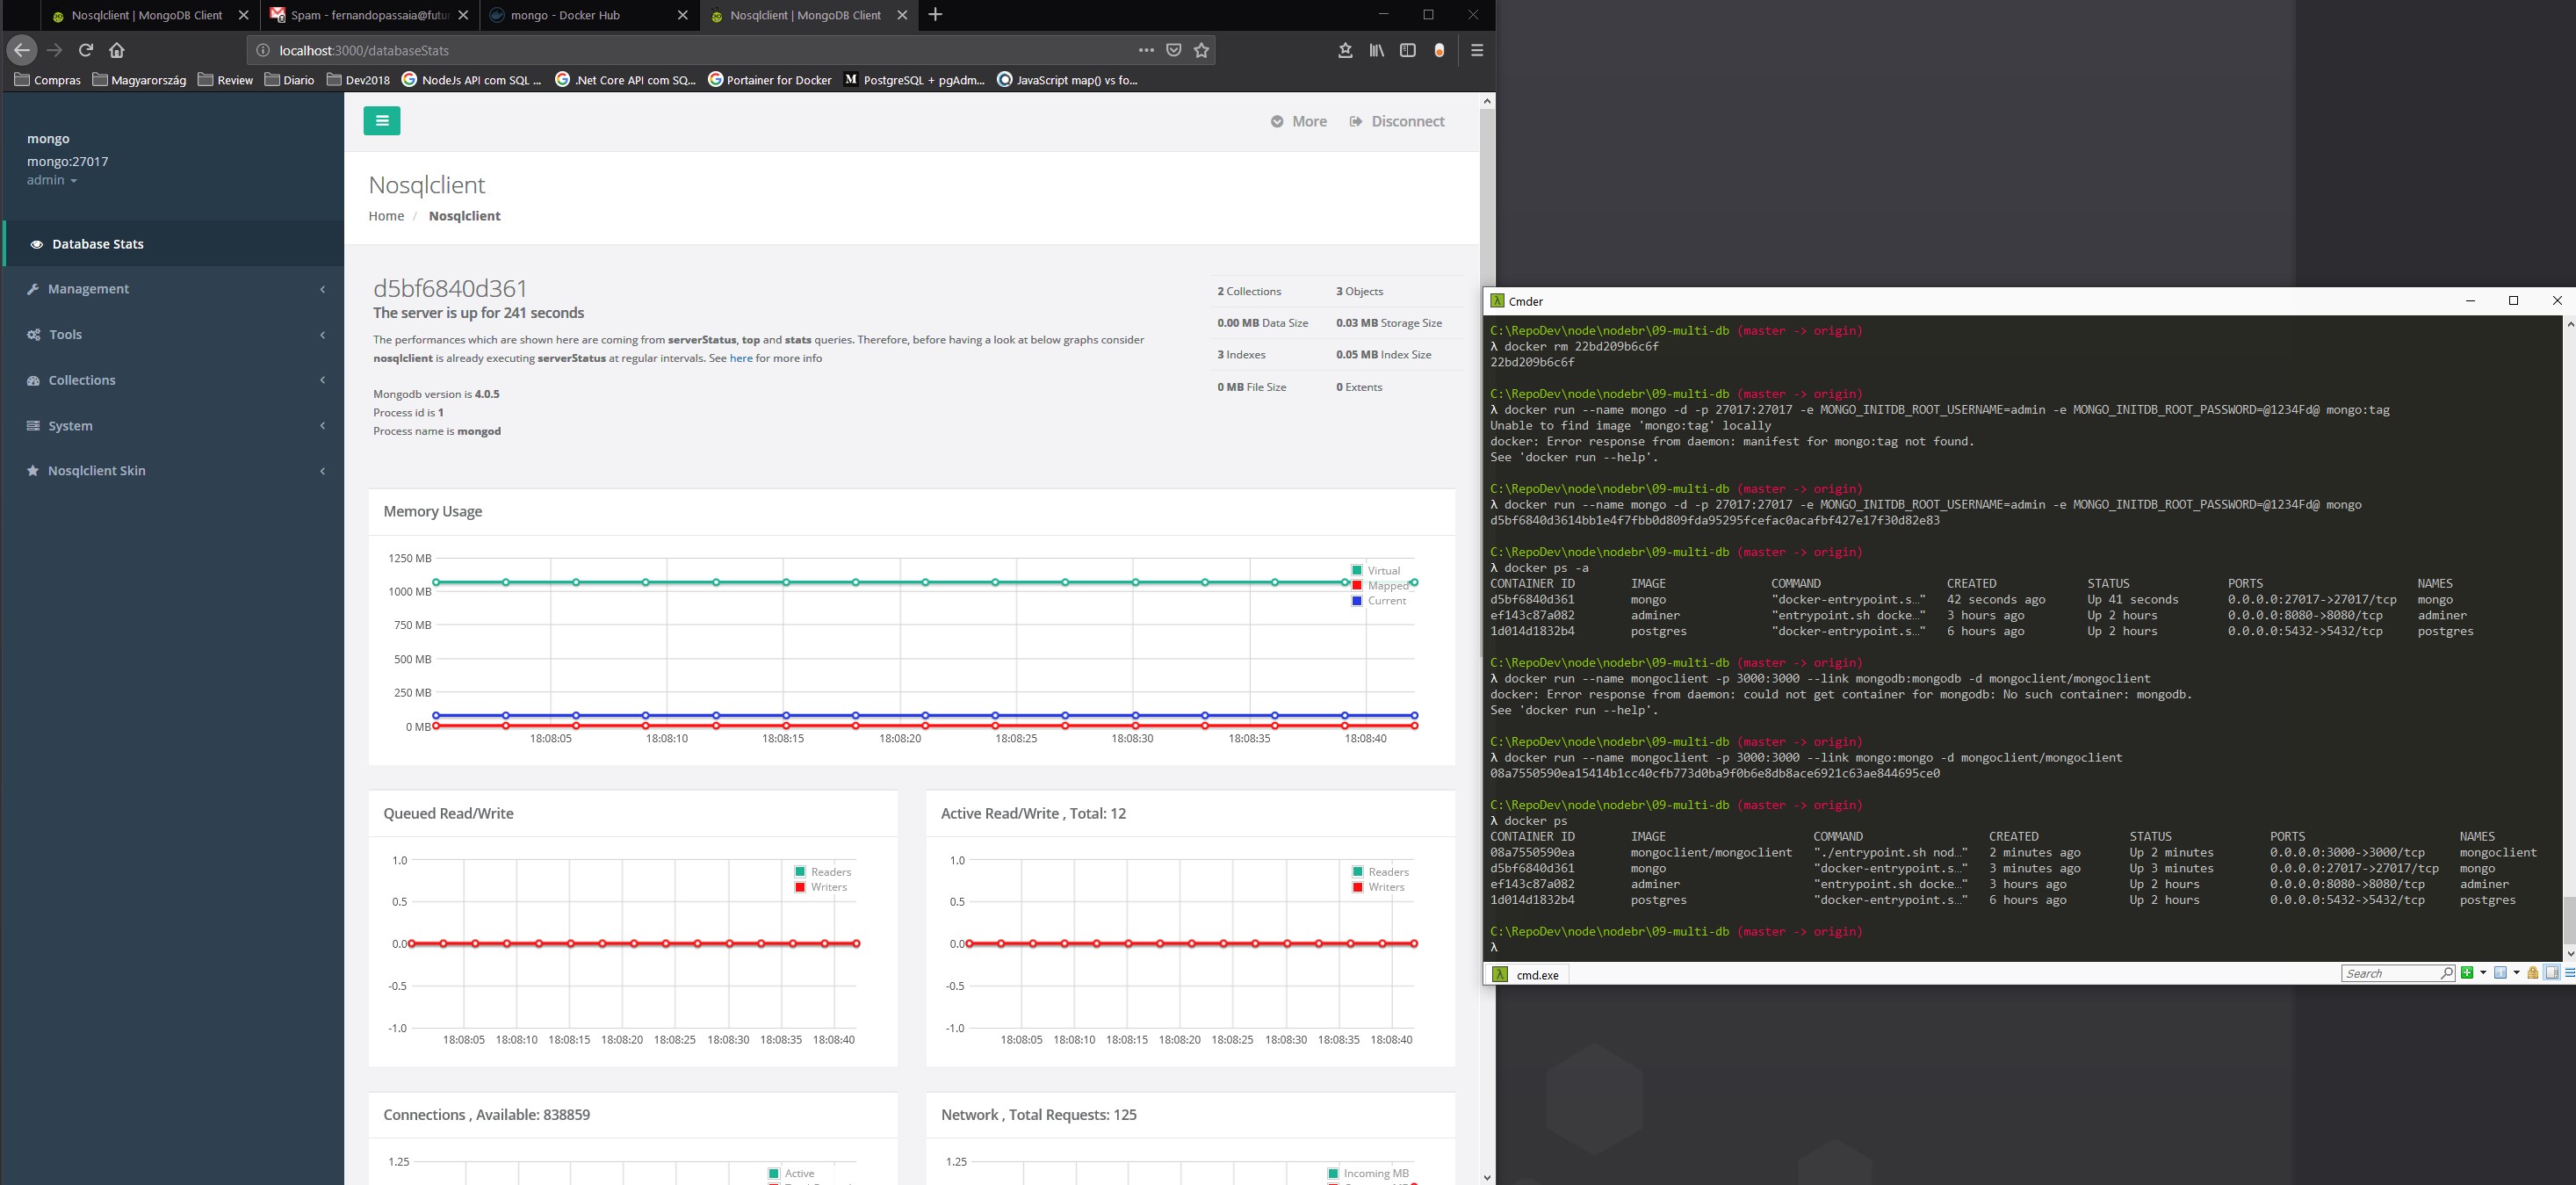 Nosqlclient | MongoDB Client
Spam - fernandopassaia@futur
mongo - Docker Hub
Nosqlclient | MongoDB Client
localhost:3000/databaseStats
Compras
Magyarország
Review
Diario
Dev2018
NodeJs API com SQL ...
.Net Core API com SQ...
Portainer for Docker
PostgreSQL + pgAdm...
JavaScript map() vs fo...
mongo
mongo:27017
admin
Database Stats
Management
Tools
Collections
System
Nosqlclient Skin
More
Disconnect
Nosqlclient
Home / Nosqlclient
d5bf6840d361
The server is up for 241 seconds
The performances which are shown here are coming from serverStatus, top and stats queries. Therefore, before having a look at below graphs consider
nosqlclient is already executing serverStatus at regular intervals. See here for more info
Mongodb version is 4.0.5
Process id is 1
Process name is mongod
2 Collections 3 Objects
0.00 MB Data Size 0.03 MB Storage Size
3 Indexes 0.05 MB Index Size
0 MB File Size 0 Extents
Memory Usage
1250 MB
1000 MB
750 MB
500 MB
250 MB
0 MB
Virtual
Mapped
Current
18:08:05 18:08:10 18:08:15 18:08:20 18:08:25 18:08:30 18:08:35 18:08:40
Queued Read/Write
1.0
0.5
0.0
-0.5
-1.0
Readers
Writers
18:08:05 18:08:10 18:08:15 18:08:20 18:08:25 18:08:30 18:08:35 18:08:40
Active Read/Write , Total: 12
1.0
0.5
0.0
-0.5
-1.0
Readers
Writers
18:08:05 18:08:10 18:08:15 18:08:20 18:08:25 18:08:30 18:08:35 18:08:40
Connections , Available: 838859
1.25
Active
Network , Total Requests: 125
1.25
Incoming MB
Cmder
C:\RepoDev\node\nodebr\09-multi-db (master -> origin)
λ docker rm 22bd209b6c6f
22bd209b6c6f
C:\RepoDev\node\nodebr\09-multi-db (master -> origin)
λ docker run --name mongo -d -p 27017:27017 -e MONGO_INITDB_ROOT_USERNAME=admin -e MONGO_INITDB_ROOT_PASSWORD=@1234Fd@ mongo:tag
Unable to find image 'mongo:tag' locally
docker: Error response from daemon: manifest for mongo:tag not found.
See 'docker run --help'.
C:\RepoDev\node\nodebr\09-multi-db (master -> origin)
λ docker run --name mongo -d -p 27017:27017 -e MONGO_INITDB_ROOT_USERNAME=admin -e MONGO_INITDB_ROOT_PASSWORD=@1234Fd@ mongo
d5bf6840d3614bb1e4f7fbb0d809fda95295fcefac0acafbf427e17f30d82e83
C:\RepoDev\node\nodebr\09-multi-db (master -> origin)
λ docker ps -a
CONTAINER ID IMAGE COMMAND CREATED STATUS PORTS NAMES
d5bf6840d361 mongo "docker-entrypoint.s…" 42 seconds ago Up 41 seconds 0.0.0.0:27017->27017/tcp mongo
ef143c87a082 adminer "entrypoint.sh docke…" 3 hours ago Up 2 hours 0.0.0.0:8080->8080/tcp adminer
1d014d1832b4 postgres "docker-entrypoint.s…" 6 hours ago Up 2 hours 0.0.0.0:5432->5432/tcp postgres
C:\RepoDev\node\nodebr\09-multi-db (master -> origin)
λ docker run --name mongoclient -p 3000:3000 --link mongodb:mongodb -d mongoclient/mongoclient
docker: Error response from daemon: could not get container for mongodb: No such container: mongodb.
See 'docker run --help'.
C:\RepoDev\node\nodebr\09-multi-db (master -> origin)
λ docker run --name mongoclient -p 3000:3000 --link mongo:mongo -d mongoclient/mongoclient
08a7550590ea15414b1cc40cfb773d0ba9f0b6e8db8ace6921c63ae844695ce0
C:\RepoDev\node\nodebr\09-multi-db (master -> origin)
λ docker ps
CONTAINER ID IMAGE COMMAND CREATED STATUS PORTS NAMES
08a7550590ea mongoclient/mongoclient "./entrypoint.sh nod…" 2 minutes ago Up 2 minutes 0.0.0.0:3000->3000/tcp mongoclient
d5bf6840d361 mongo "docker-entrypoint.s…" 3 minutes ago Up 3 minutes 0.0.0.0:27017->27017/tcp mongo
ef143c87a082 adminer "entrypoint.sh docke…" 3 hours ago Up 2 hours 0.0.0.0:8080->8080/tcp adminer
1d014d1832b4 postgres "docker-entrypoint.s…" 6 hours ago Up 2 hours 0.0.0.0:5432->5432/tcp postgres
C:\RepoDev\node\nodebr\09-multi-db (master -> origin)
λ
cmd.exe
Search